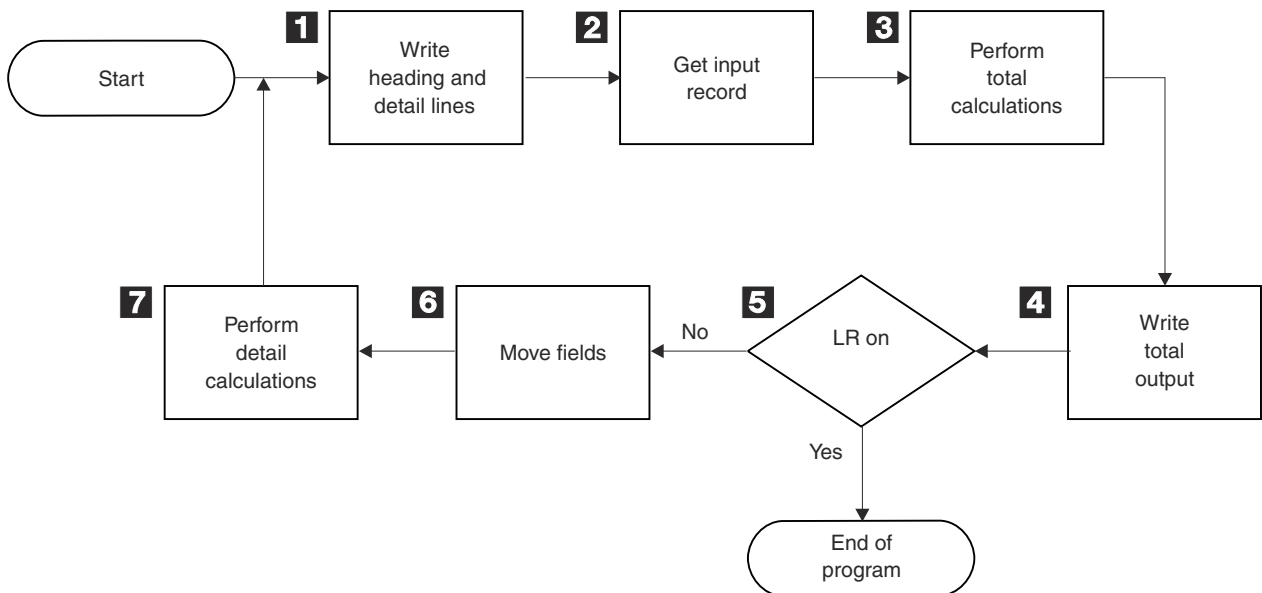 Start
1
Write
heading and
detail lines
2
Get input
record
3
Perform
total
calculations
4
Write
total
output
5
LR on
No
6
Move fields
7
Perform
detail
calculations
Yes
End of
program